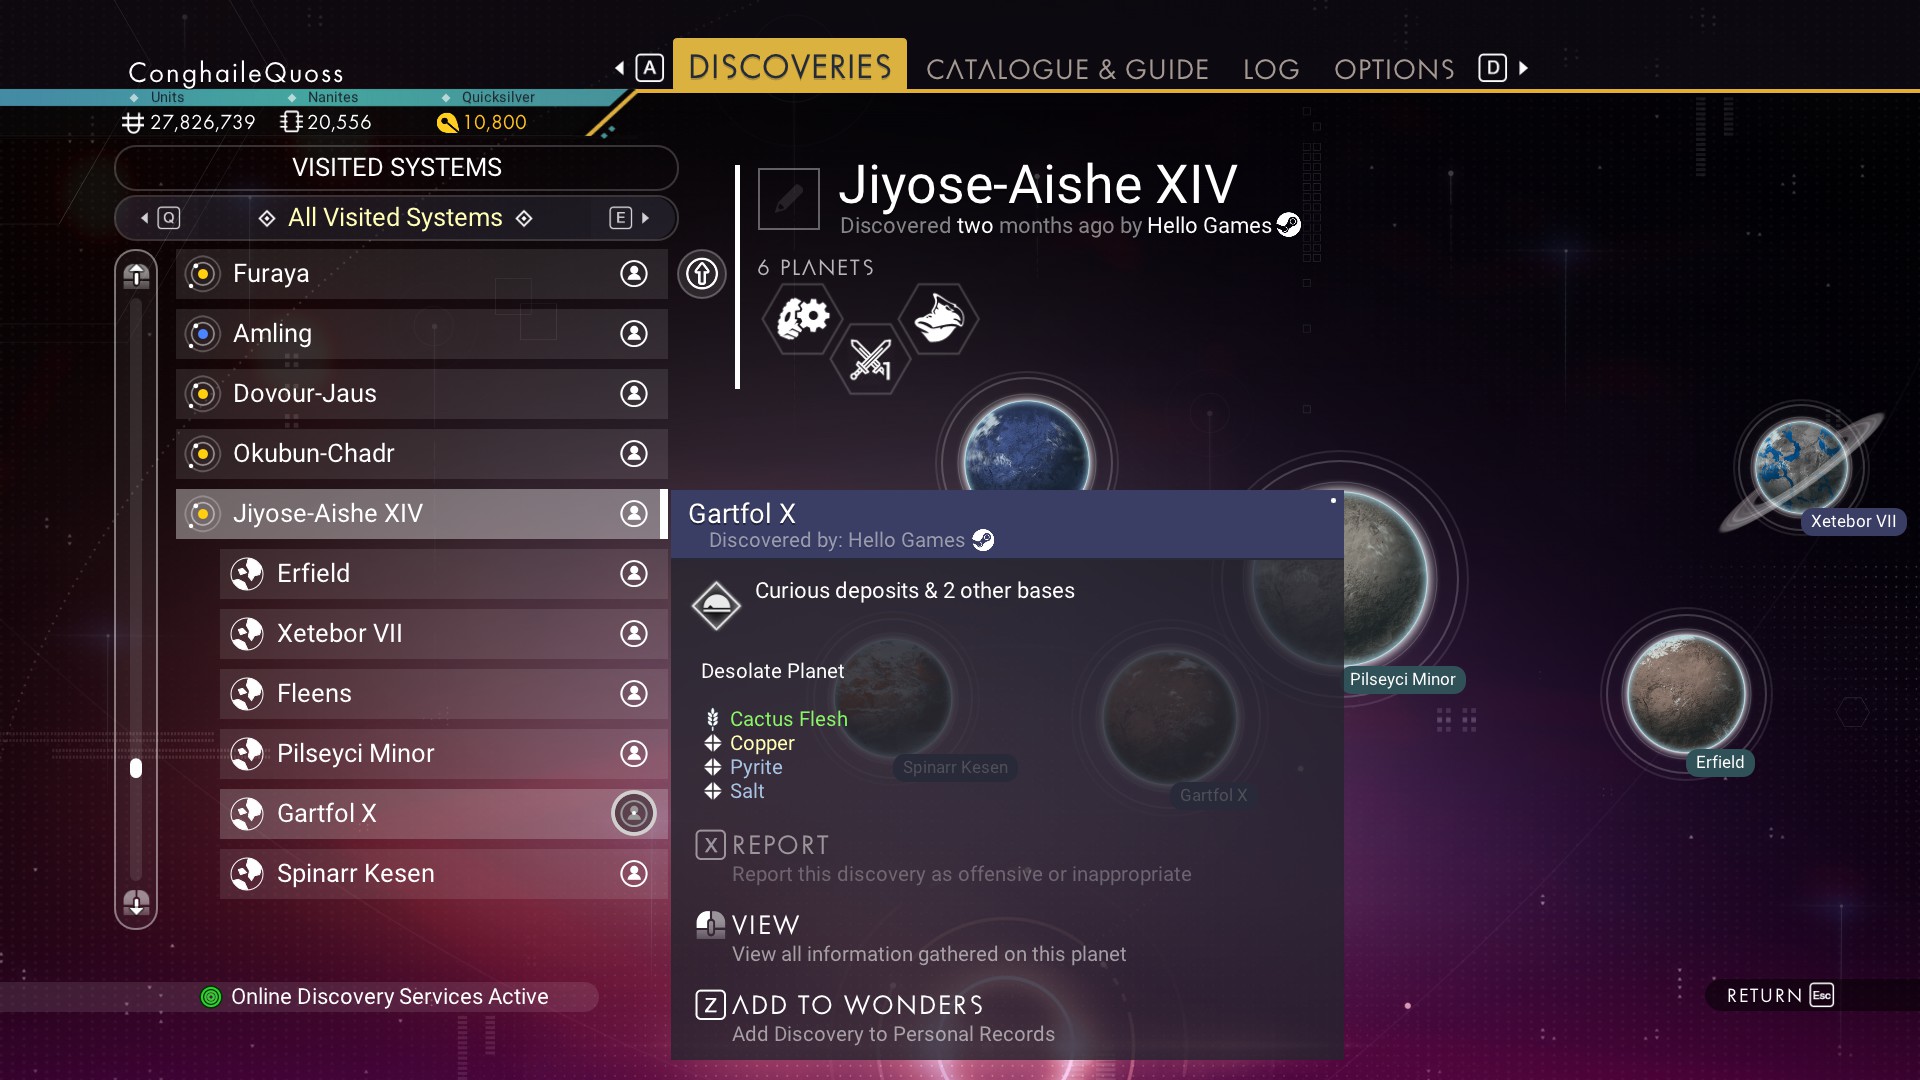 ConghaileQuoss
Units
Nanites
Quicksilver
27,826,739
20,556
10,800
A
DISCOVERIES
CATALOGUE & GUIDE
LOG
OPTIONS
D
VISITED SYSTEMS
Q
All Visited Systems
E
Furaya
Amling
Dovour-Jaus
Okubun-Chadr
Jiyose-Aishe XIV
Erfield
Xetebor VII
Fleens
Pilseyci Minor
Gartfol X
Spinarr Kesen
Online Discovery Services Active
Jiyose-Aishe XIV
Discovered two months ago by Hello Games
6 PLANETS
Gartfol X
Discovered by: Hello Games
Curious deposits & 2 other bases
Desolate Planet
Cactus Flesh
Copper
Pyrite
Salt
Spinarr Kesen
Gartfol X
X REPORT
Report this discovery as offensive or inappropriate
VIEW
View all information gathered on this planet
Z ADD TO WONDERS
Add Discovery to Personal Records
Xetebor VII
Pilseyci Minor
Erfield
RETURN Esc